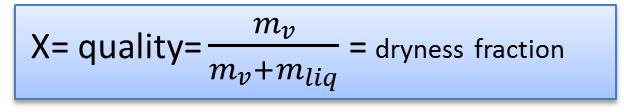 X= quality= m_v / (m_v + m_liq) = dryness fraction